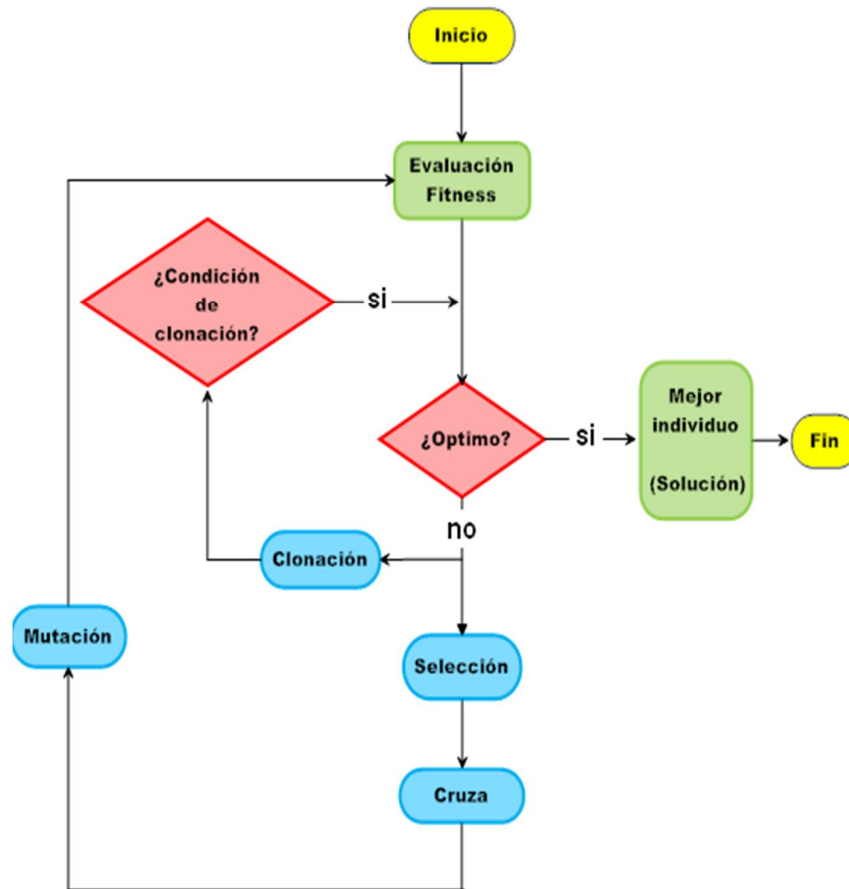 Inicio
Evaluación
Fitness
¿Condición
de
clonación?
si
¿Optimo?
si
Mejor
individuo
(Solución)
Fin
no
Clonación
Mutación
Selección
Cruza